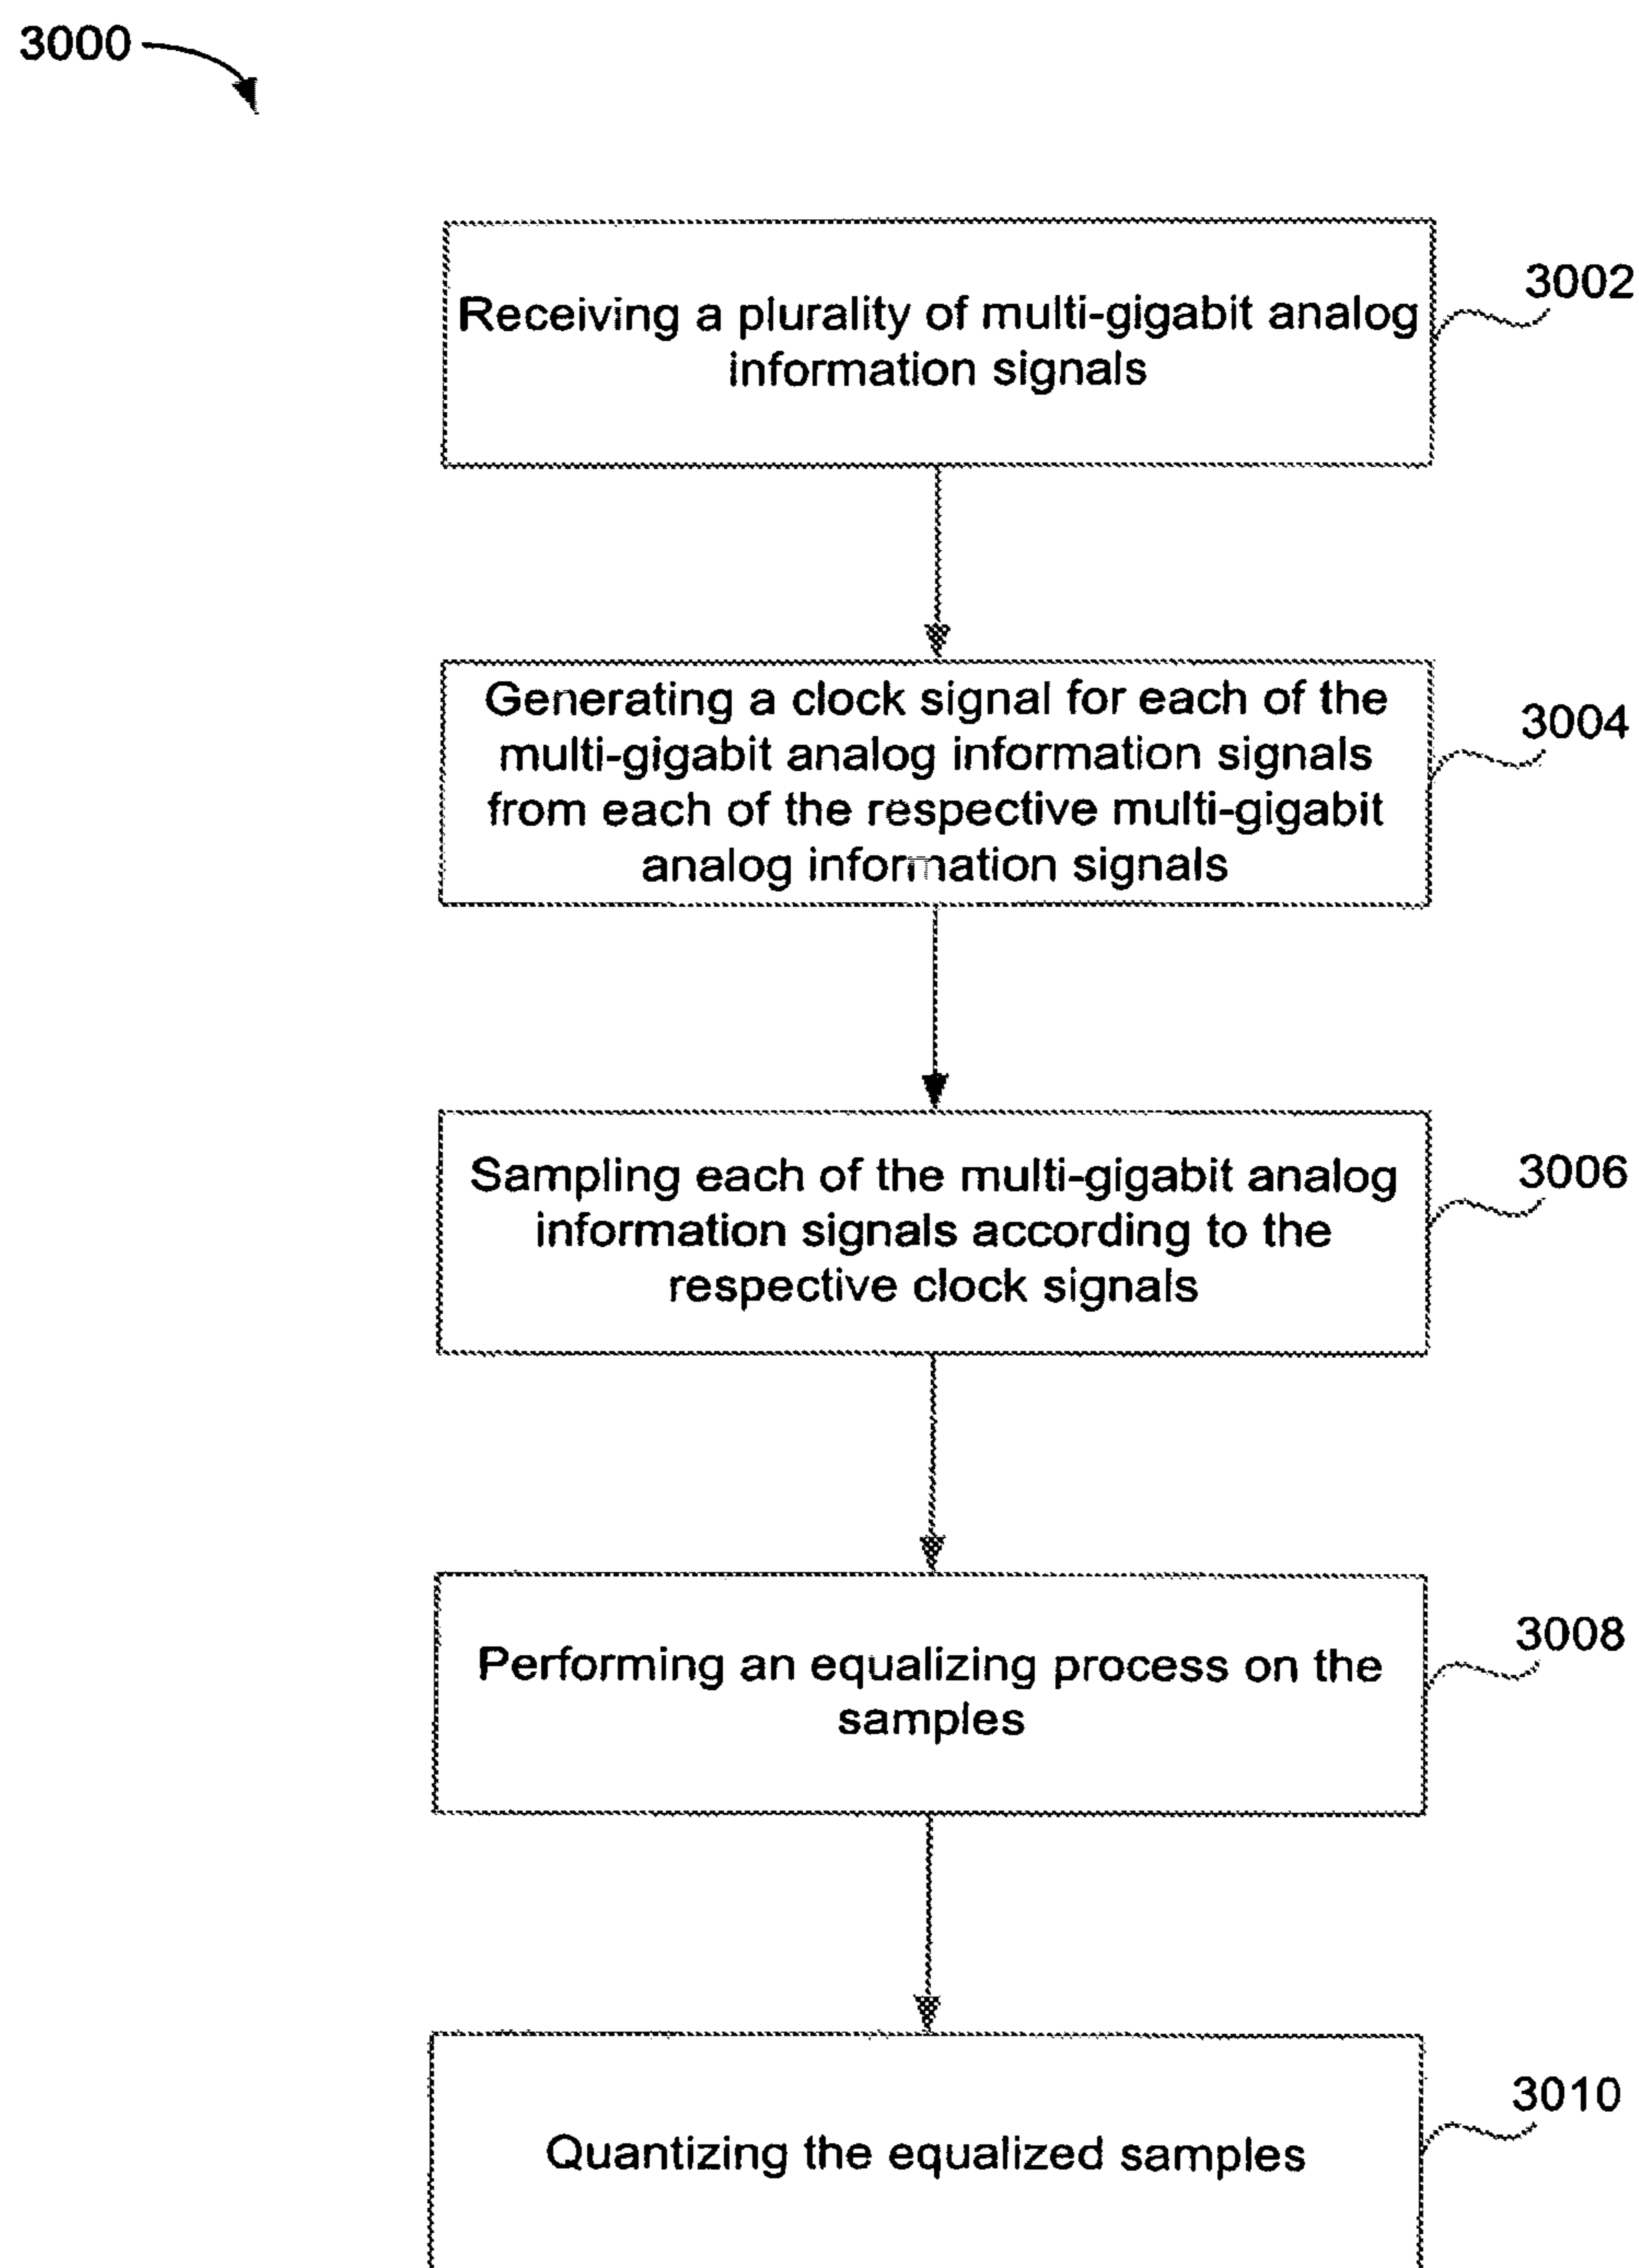 3000
Receiving a plurality of multi-gigabit analog
information signals
3002
Generating a clock signal for each of the
multi-gigabit analog information signals
from each of the respective multi-gigabit
analog information signals
3004
Sampling each of the multi-gigabit analog
information signals according to the
respective clock signals
3006
Performing an equalizing process on the
samples
3008
Quantizing the equalized samples
3010